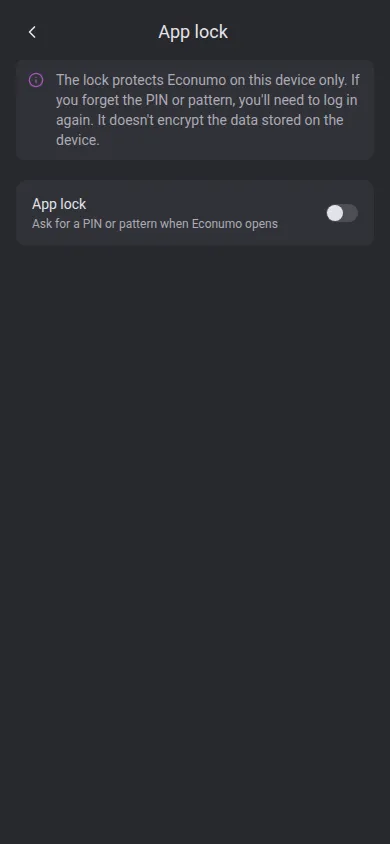 App lock
The lock protects Econumo on this device only. If
you forget the PIN or pattern, you'll need to log in
again. It doesn't encrypt the data stored on the
device.
App lock
Ask for a PIN or pattern when Econumo opens